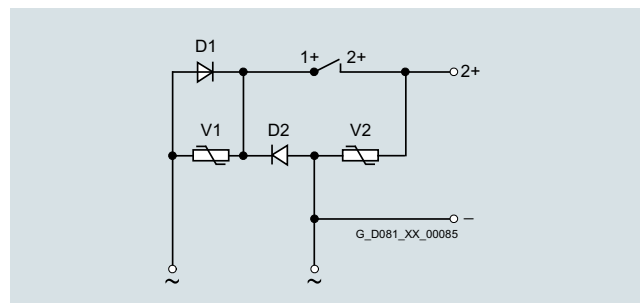 D1
1+ 2+
2+
V1 D2 V2
–
G_D081_XX_00085
~ ~